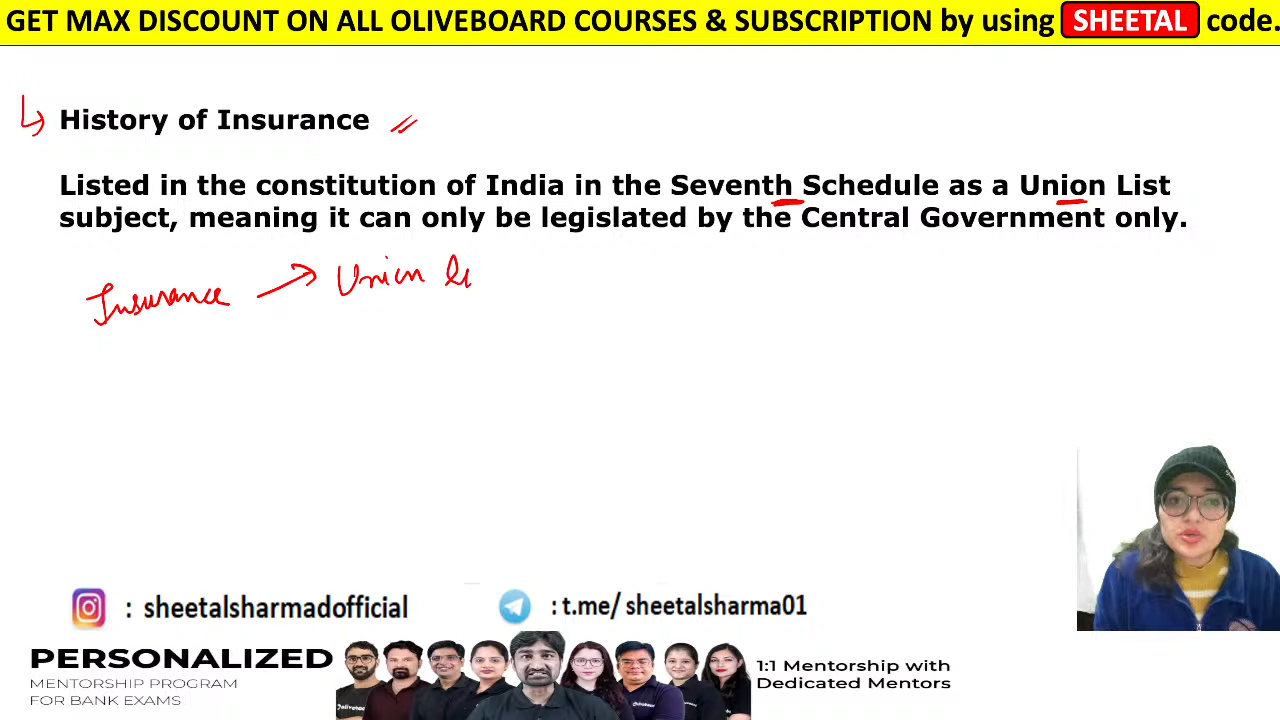 GET MAX DISCOUNT ON ALL OLIVEBOARD COURSES & SUBSCRIPTION by using SHEETAL code.
History of Insurance
Listed in the constitution of India in the Seventh Schedule as a Union List
subject, meaning it can only be legislated by the Central Government only.
Insurance → Union
: sheetalsharmadofficial
: t.me/ sheetalsharma01
PERSONALIZED
MENTORSHIP PROGRAM
FOR BANK EXAMS
1:1 Mentorship with
Dedicated Mentors